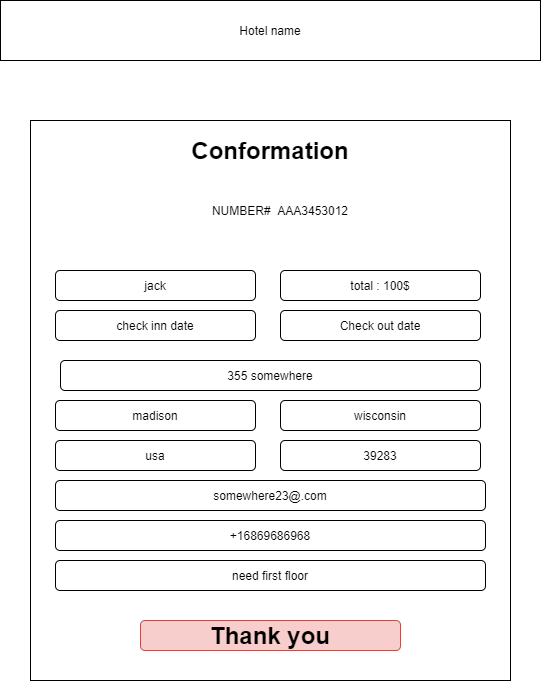 Hotel name
Conformation
NUMBER# AAA3453012
jack
total : 100$
check inn date
Check out date
355 somewhere
madison
wisconsin
usa
39283
somewhere23@.com
+16869686968
need first floor
Thank you